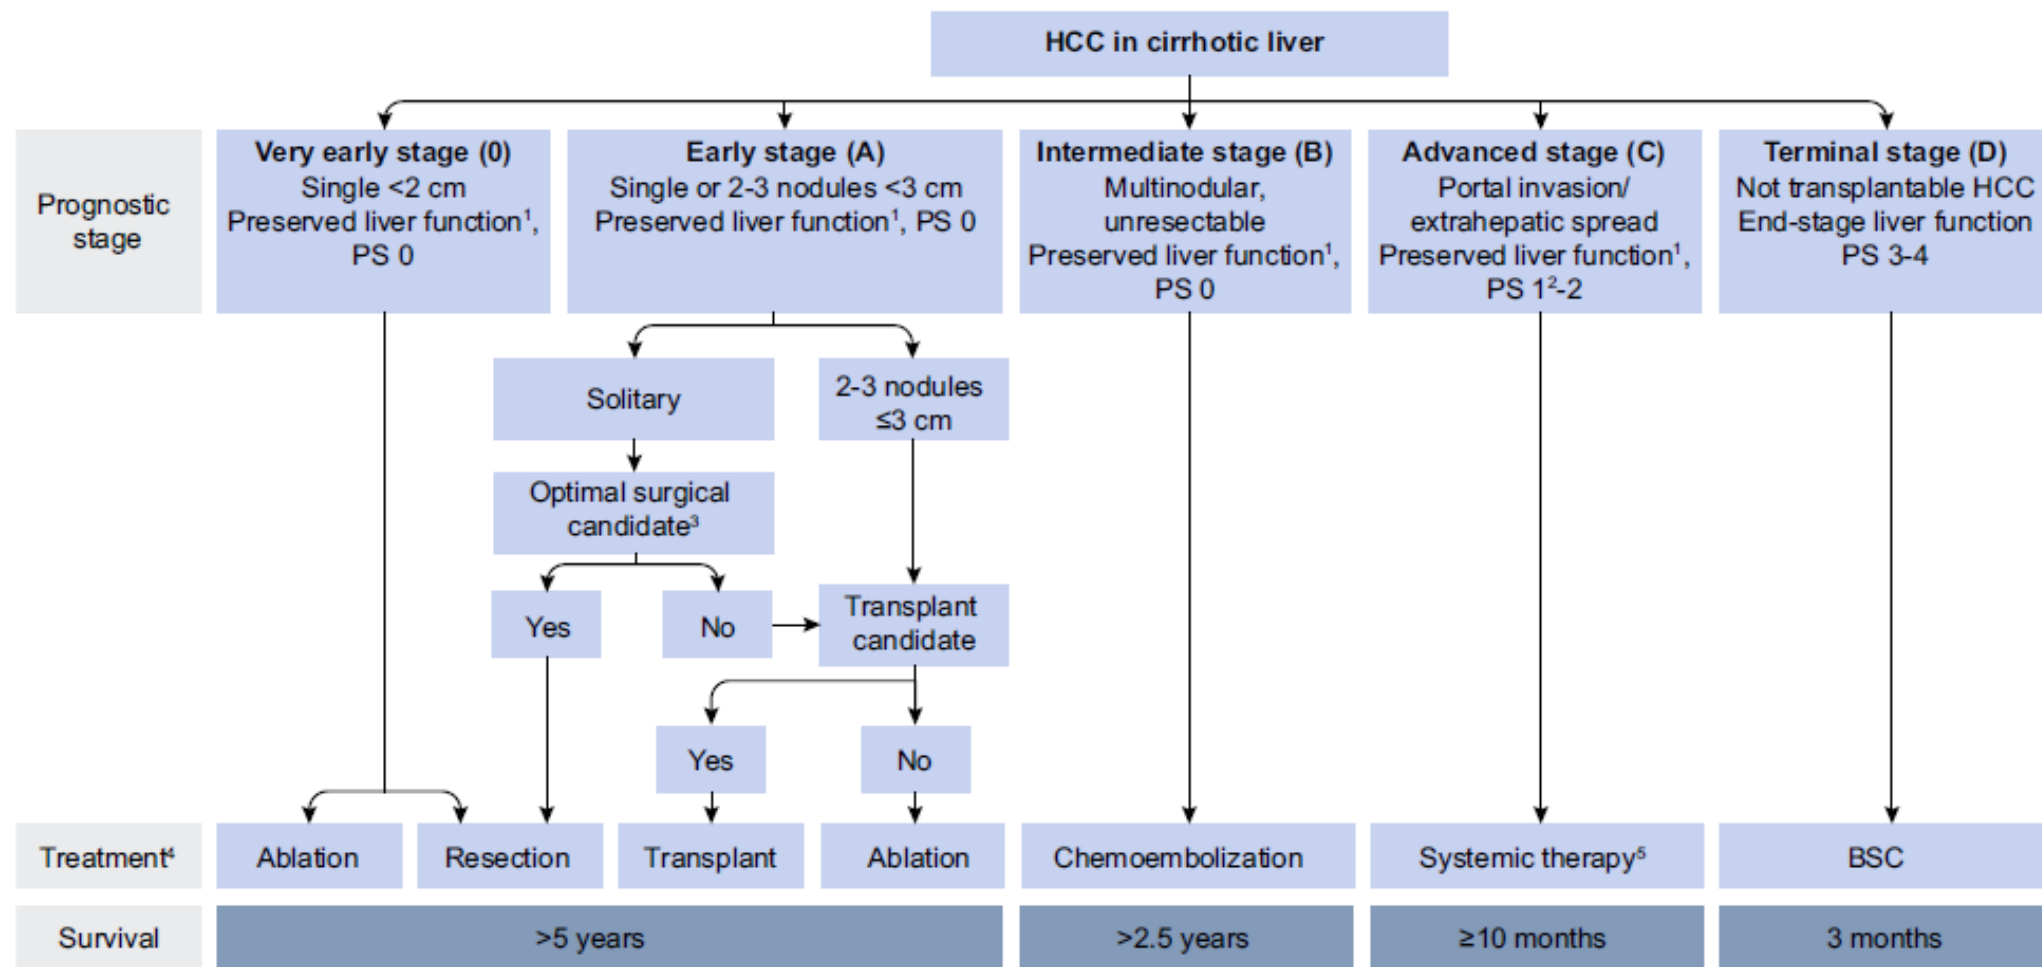 HCC in cirrhotic liver
Prognostic
stage
Very early stage (0)
Single <2 cm
Preserved liver function¹,
PS 0
Early stage (A)
Single or 2-3 nodules <3 cm
Preserved liver function¹, PS 0
Intermediate stage (B)
Multinodular,
unresectable
Preserved liver function¹,
PS 0
Advanced stage (C)
Portal invasion/
extrahepatic spread
Preserved liver function¹,
PS 1²-2
Terminal stage (D)
Not transplantable HCC
End-stage liver function
PS 3-4
Solitary
2-3 nodules
≤3 cm
Optimal surgical
candidate³
Yes
No
Transplant
candidate
Yes
No
Treatment⁴
Ablation
Resection
Transplant
Ablation
Chemoembolization
Systemic therapy⁵
BSC
Survival
>5 years
>2.5 years
≥10 months
3 months